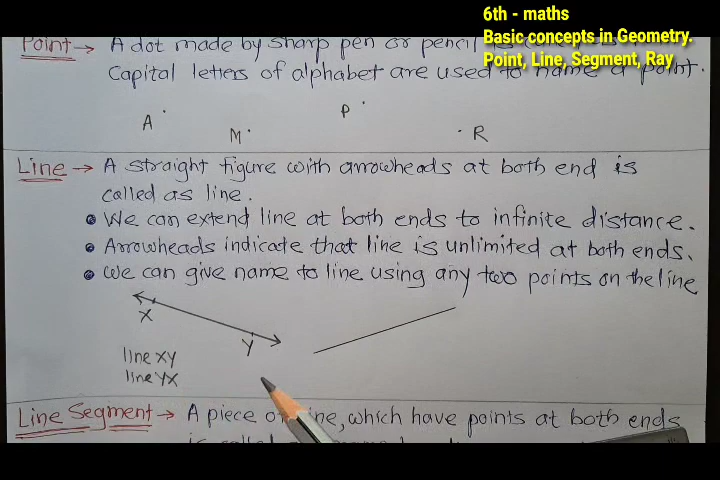 6th - maths
Basic concepts in Geometry.
Point, Line, Segment, Ray
Point → A dot made by sharp pen or pencil
Capital letters of alphabet are used to name a point.
A
M
P
R
Line → A straight figure with arrowheads at both end is
called as line.
We can extend line at both ends to infinite distance.
Arrowheads indicate that line is unlimited at both ends.
We can give name to line using any two points on the line
X
Y
line XY
line YX
Line Segment → A piece of line, which have points at both ends
is called